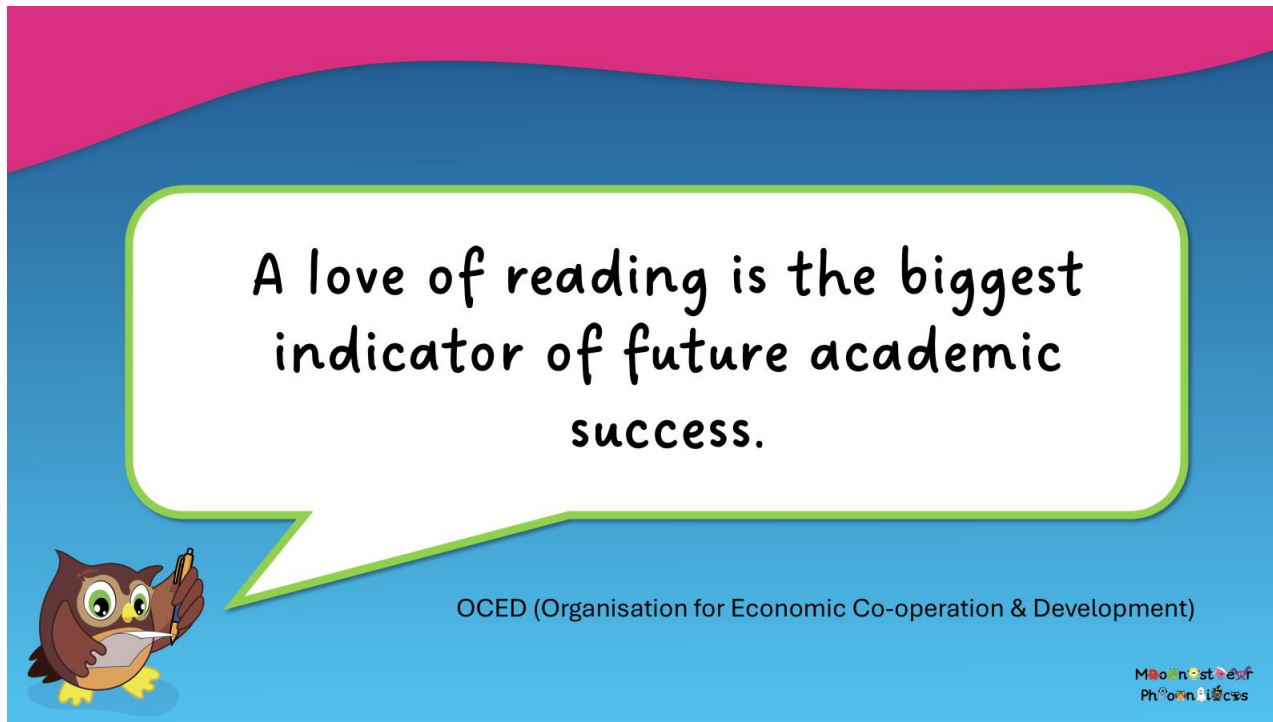 A love of reading is the biggest
indicator of future academic
success.
OCED (Organisation for Economic Co-operation & Development)